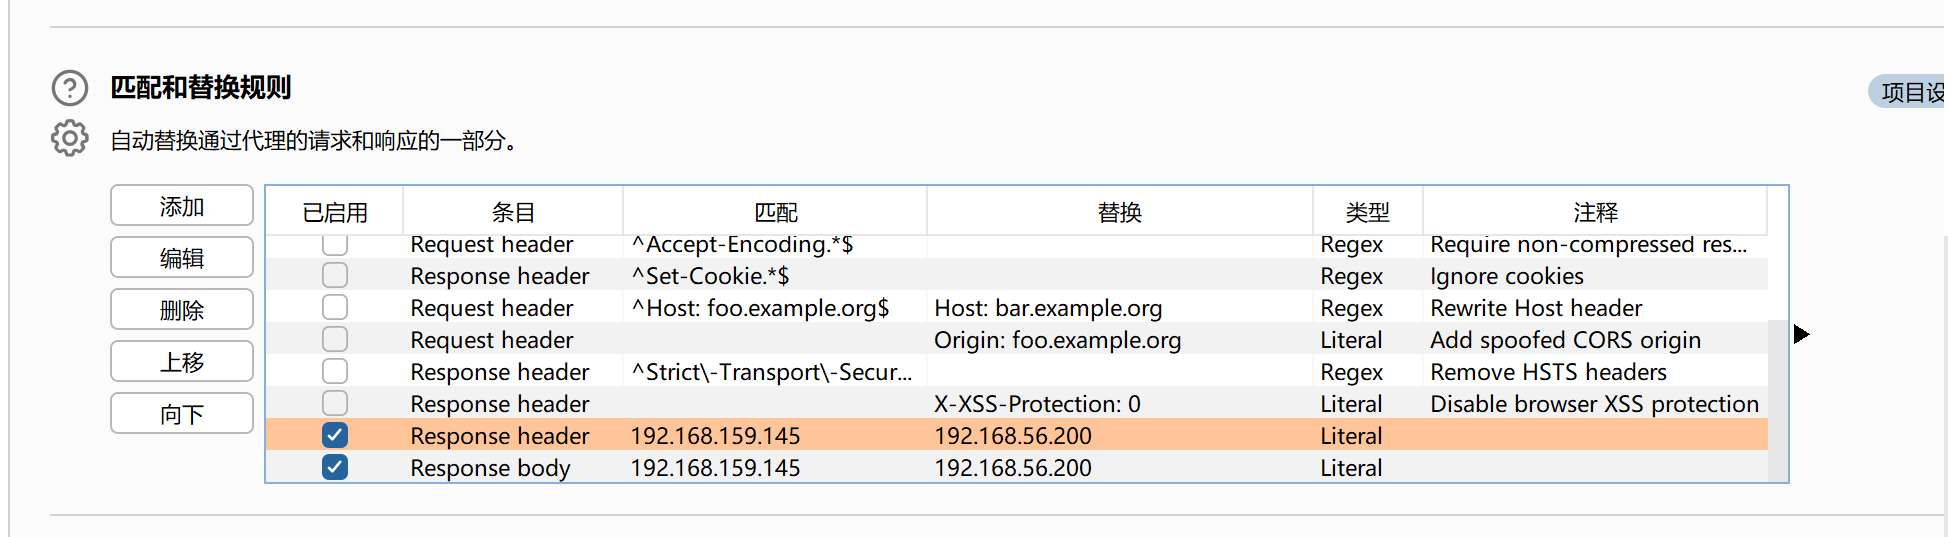 匹配和替换规则
项目设
自动替换通过代理的请求和响应的一部分。
添加
编辑
删除
上移
向下
已启用 条目 匹配 替换 类型 注释
Request header ^Accept-Encoding.*$ Regex Require non-compressed res...
Response header ^Set-Cookie.*$ Regex Ignore cookies
Request header ^Host: foo.example.org$ Host: bar.example.org Regex Rewrite Host header
Request header Origin: foo.example.org Literal Add spoofed CORS origin
Response header ^Strict\-Transport\-Secur... Regex Remove HSTS headers
Response header X-XSS-Protection: 0 Literal Disable browser XSS protection
Response header 192.168.159.145 192.168.56.200 Literal
Response body 192.168.159.145 192.168.56.200 Literal